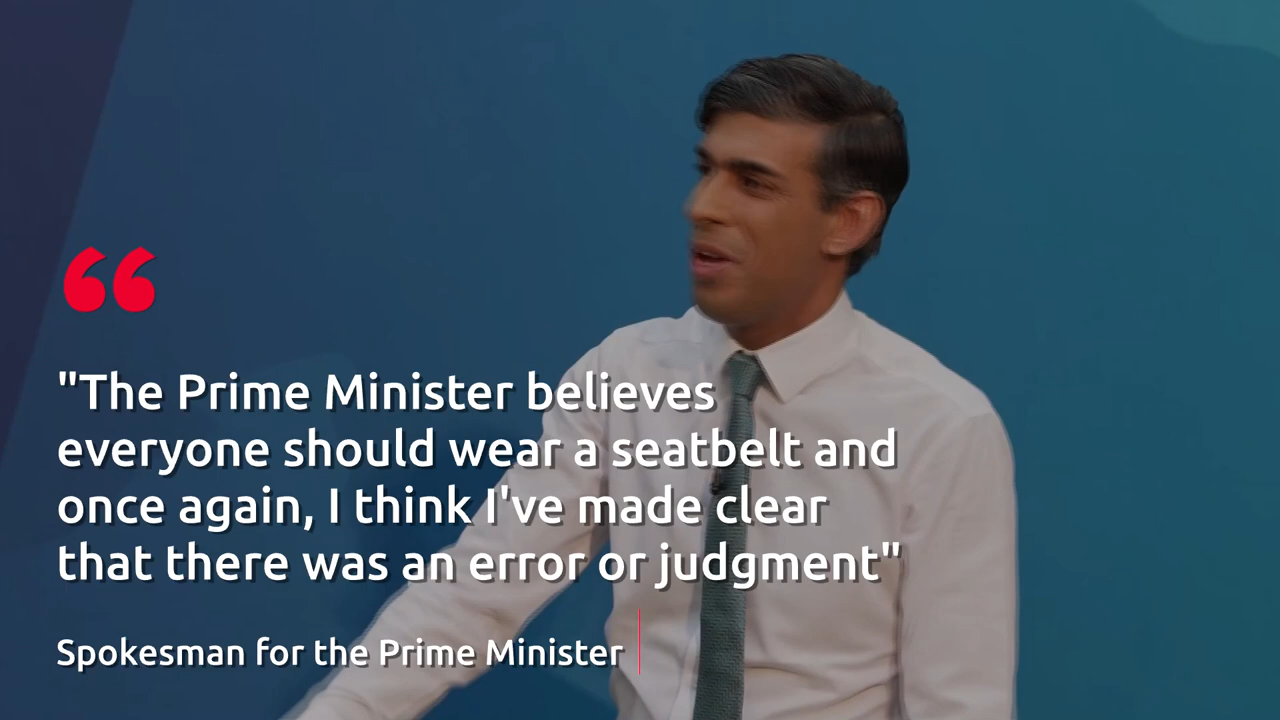 “
"The Prime Minister believes
everyone should wear a seatbelt and
once again, I think I've made clear
that there was an error or judgment"
Spokesman for the Prime Minister